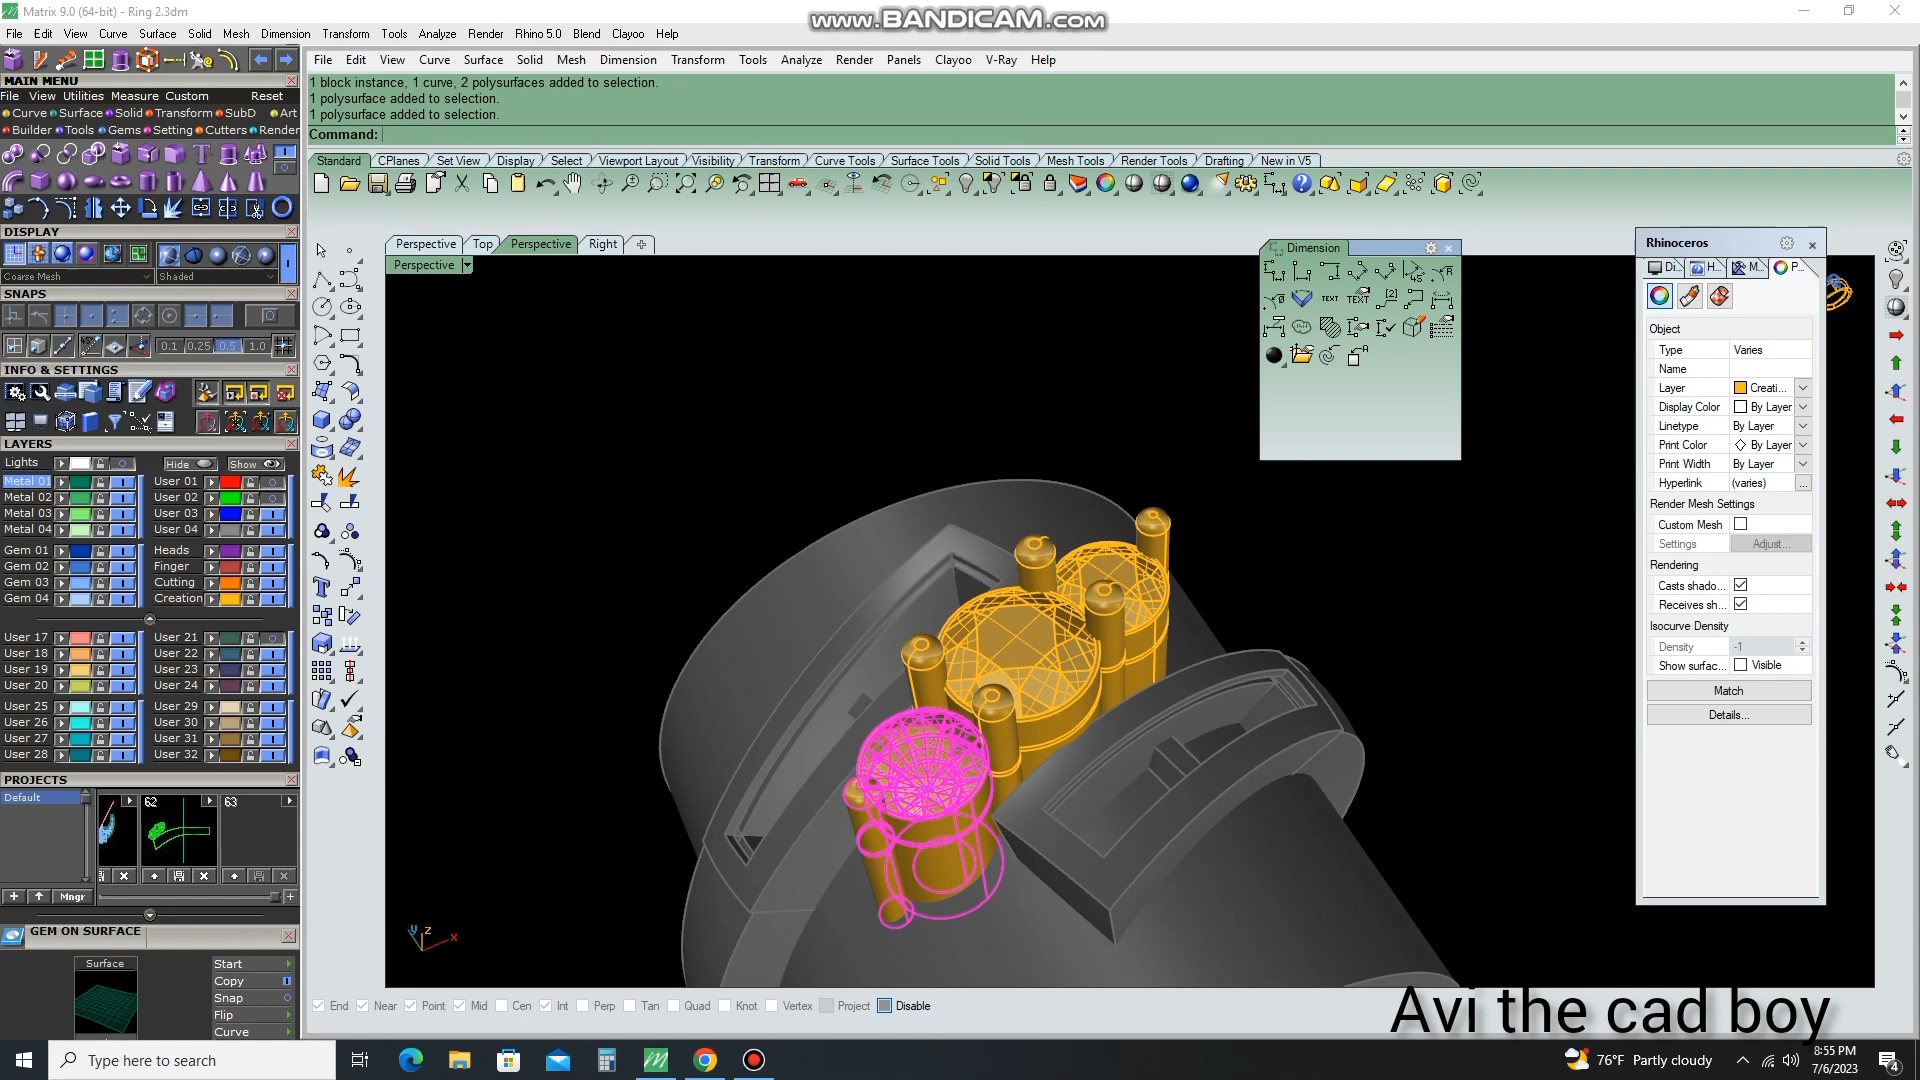 Matrix 9.0 (64-bit) - Ring 2.3dm
www.BANDICAM.com
File Edit View Curve Surface Solid Mesh Dimension Transform Tools Analyze Render Rhino 5.0 Blend Clayoo Help
File Edit View Curve Surface Solid Mesh Dimension Transform Tools Analyze Render Panels Clayoo V-Ray Help
MAIN MENU
File View Utilities Measure Custom Reset
Curve Surface Solid Transform SubD Art
Builder Tools Gems Setting Cutters Render
1 block instance, 1 curve, 2 polysurfaces added to selection.
1 polysurface added to selection.
1 polysurface added to selection.
Command:
Standard CPlanes Set View Display Select Viewport Layout Visibility Transform Curve Tools Surface Tools Solid Tools Mesh Tools Render Tools Drafting New in V5
DISPLAY
Coarse Mesh Shaded
SNAPS
0.1 0.25 0.5 1.0
INFO & SETTINGS
LAYERS
Lights Hide Show
Metal 01 User 01
Metal 02 User 02
Metal 03 User 03
Metal 04 User 04
Gem 01 Heads
Gem 02 Finger
Gem 03 Cutting
Gem 04 Creation
User 17 User 21
User 18 User 22
User 19 User 23
User 20 User 24
User 25 User 29
User 26 User 30
User 27 User 31
User 28 User 32
PROJECTS
Default 62 63
Mngr
GEM ON SURFACE
Surface Start
Copy
Snap
Flip
Curve
Perspective Top Perspective Right
Perspective
Dimension
TEXT TEXT
Rhinoceros
Di... H... M... P...
Object
Type Varies
Name
Layer Creati...
Display Color By Layer
Linetype By Layer
Print Color By Layer
Print Width By Layer
Hyperlink (varies) ...
Render Mesh Settings
Custom Mesh
Settings Adjust...
Rendering
Casts shado...
Receives sh...
Isocurve Density
Density -1
Show surfac... Visible
Match
Details...
y z x
End Near Point Mid Cen Int Perp Tan Quad Knot Vertex Project Disable
Avi the cad boy
Type here to search
76°F Partly cloudy
8:55 PM
7/6/2023
4